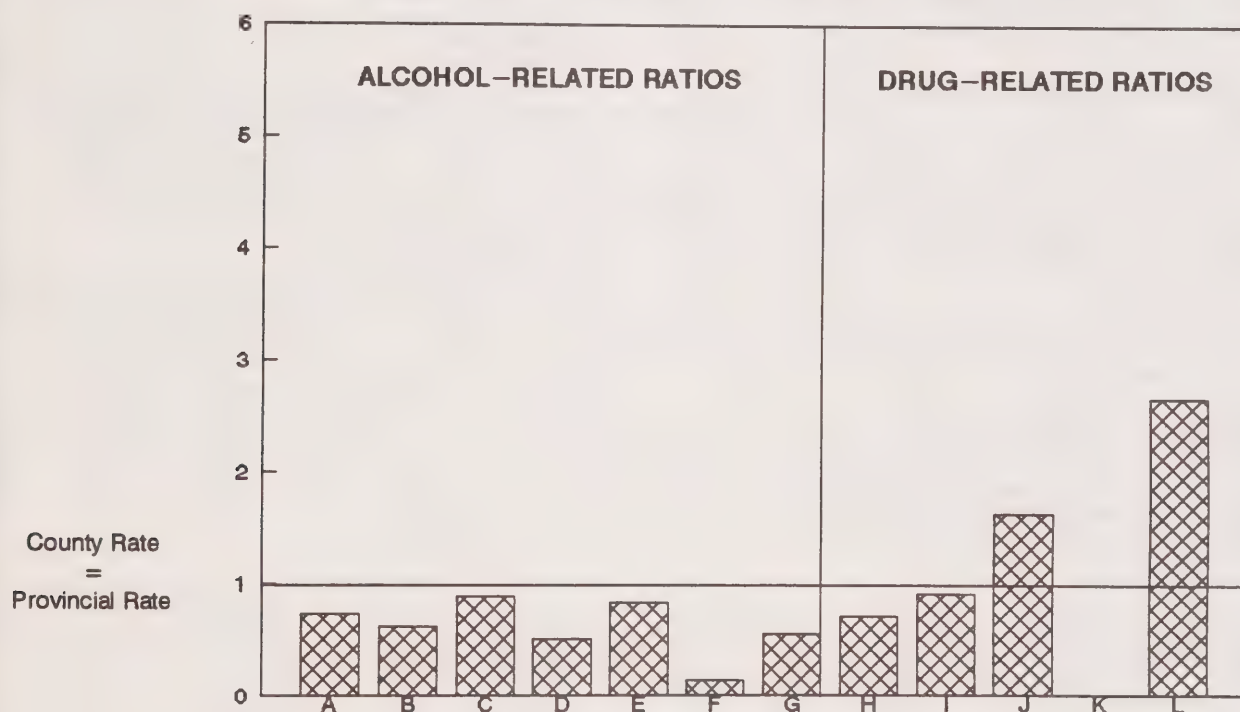 6
ALCOHOL–RELATED RATIOS DRUG–RELATED RATIOS
5
4
3
2
County Rate
=
Provincial Rate
1
0
A B C D E F G H I J K L